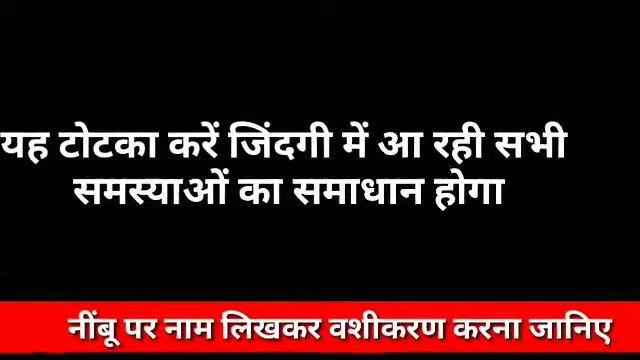 यह टोटका करें जिंदगी में आ रही सभी
समस्याओं का समाधान होगा
नींबू पर नाम लिखकर वशीकरण करना जानिए